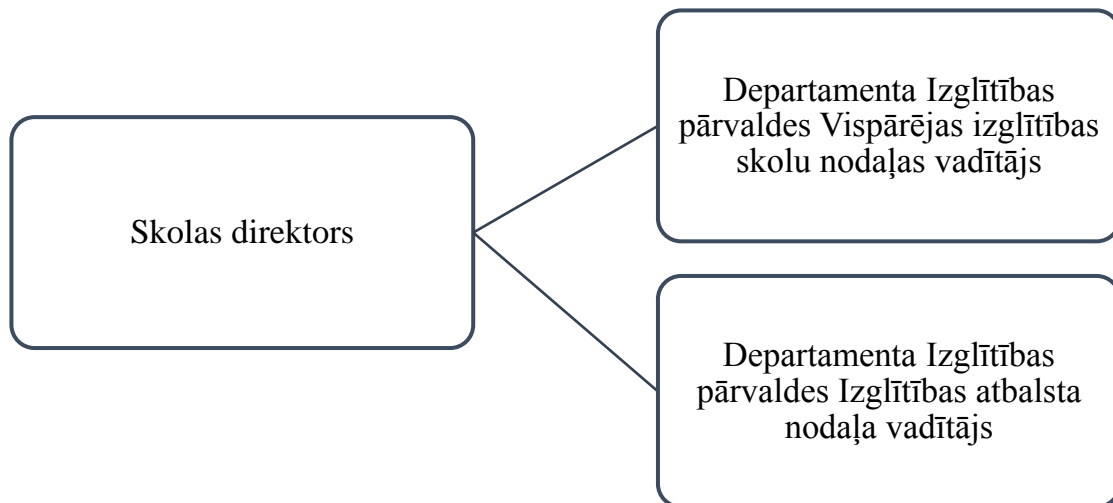 Skolas direktors
Departamenta Izglītības
pārvaldes Vispārējas izglītības
skolu nodaļas vadītājs
Departamenta Izglītības
pārvaldes Izglītības atbalsta
nodaļa vadītājs